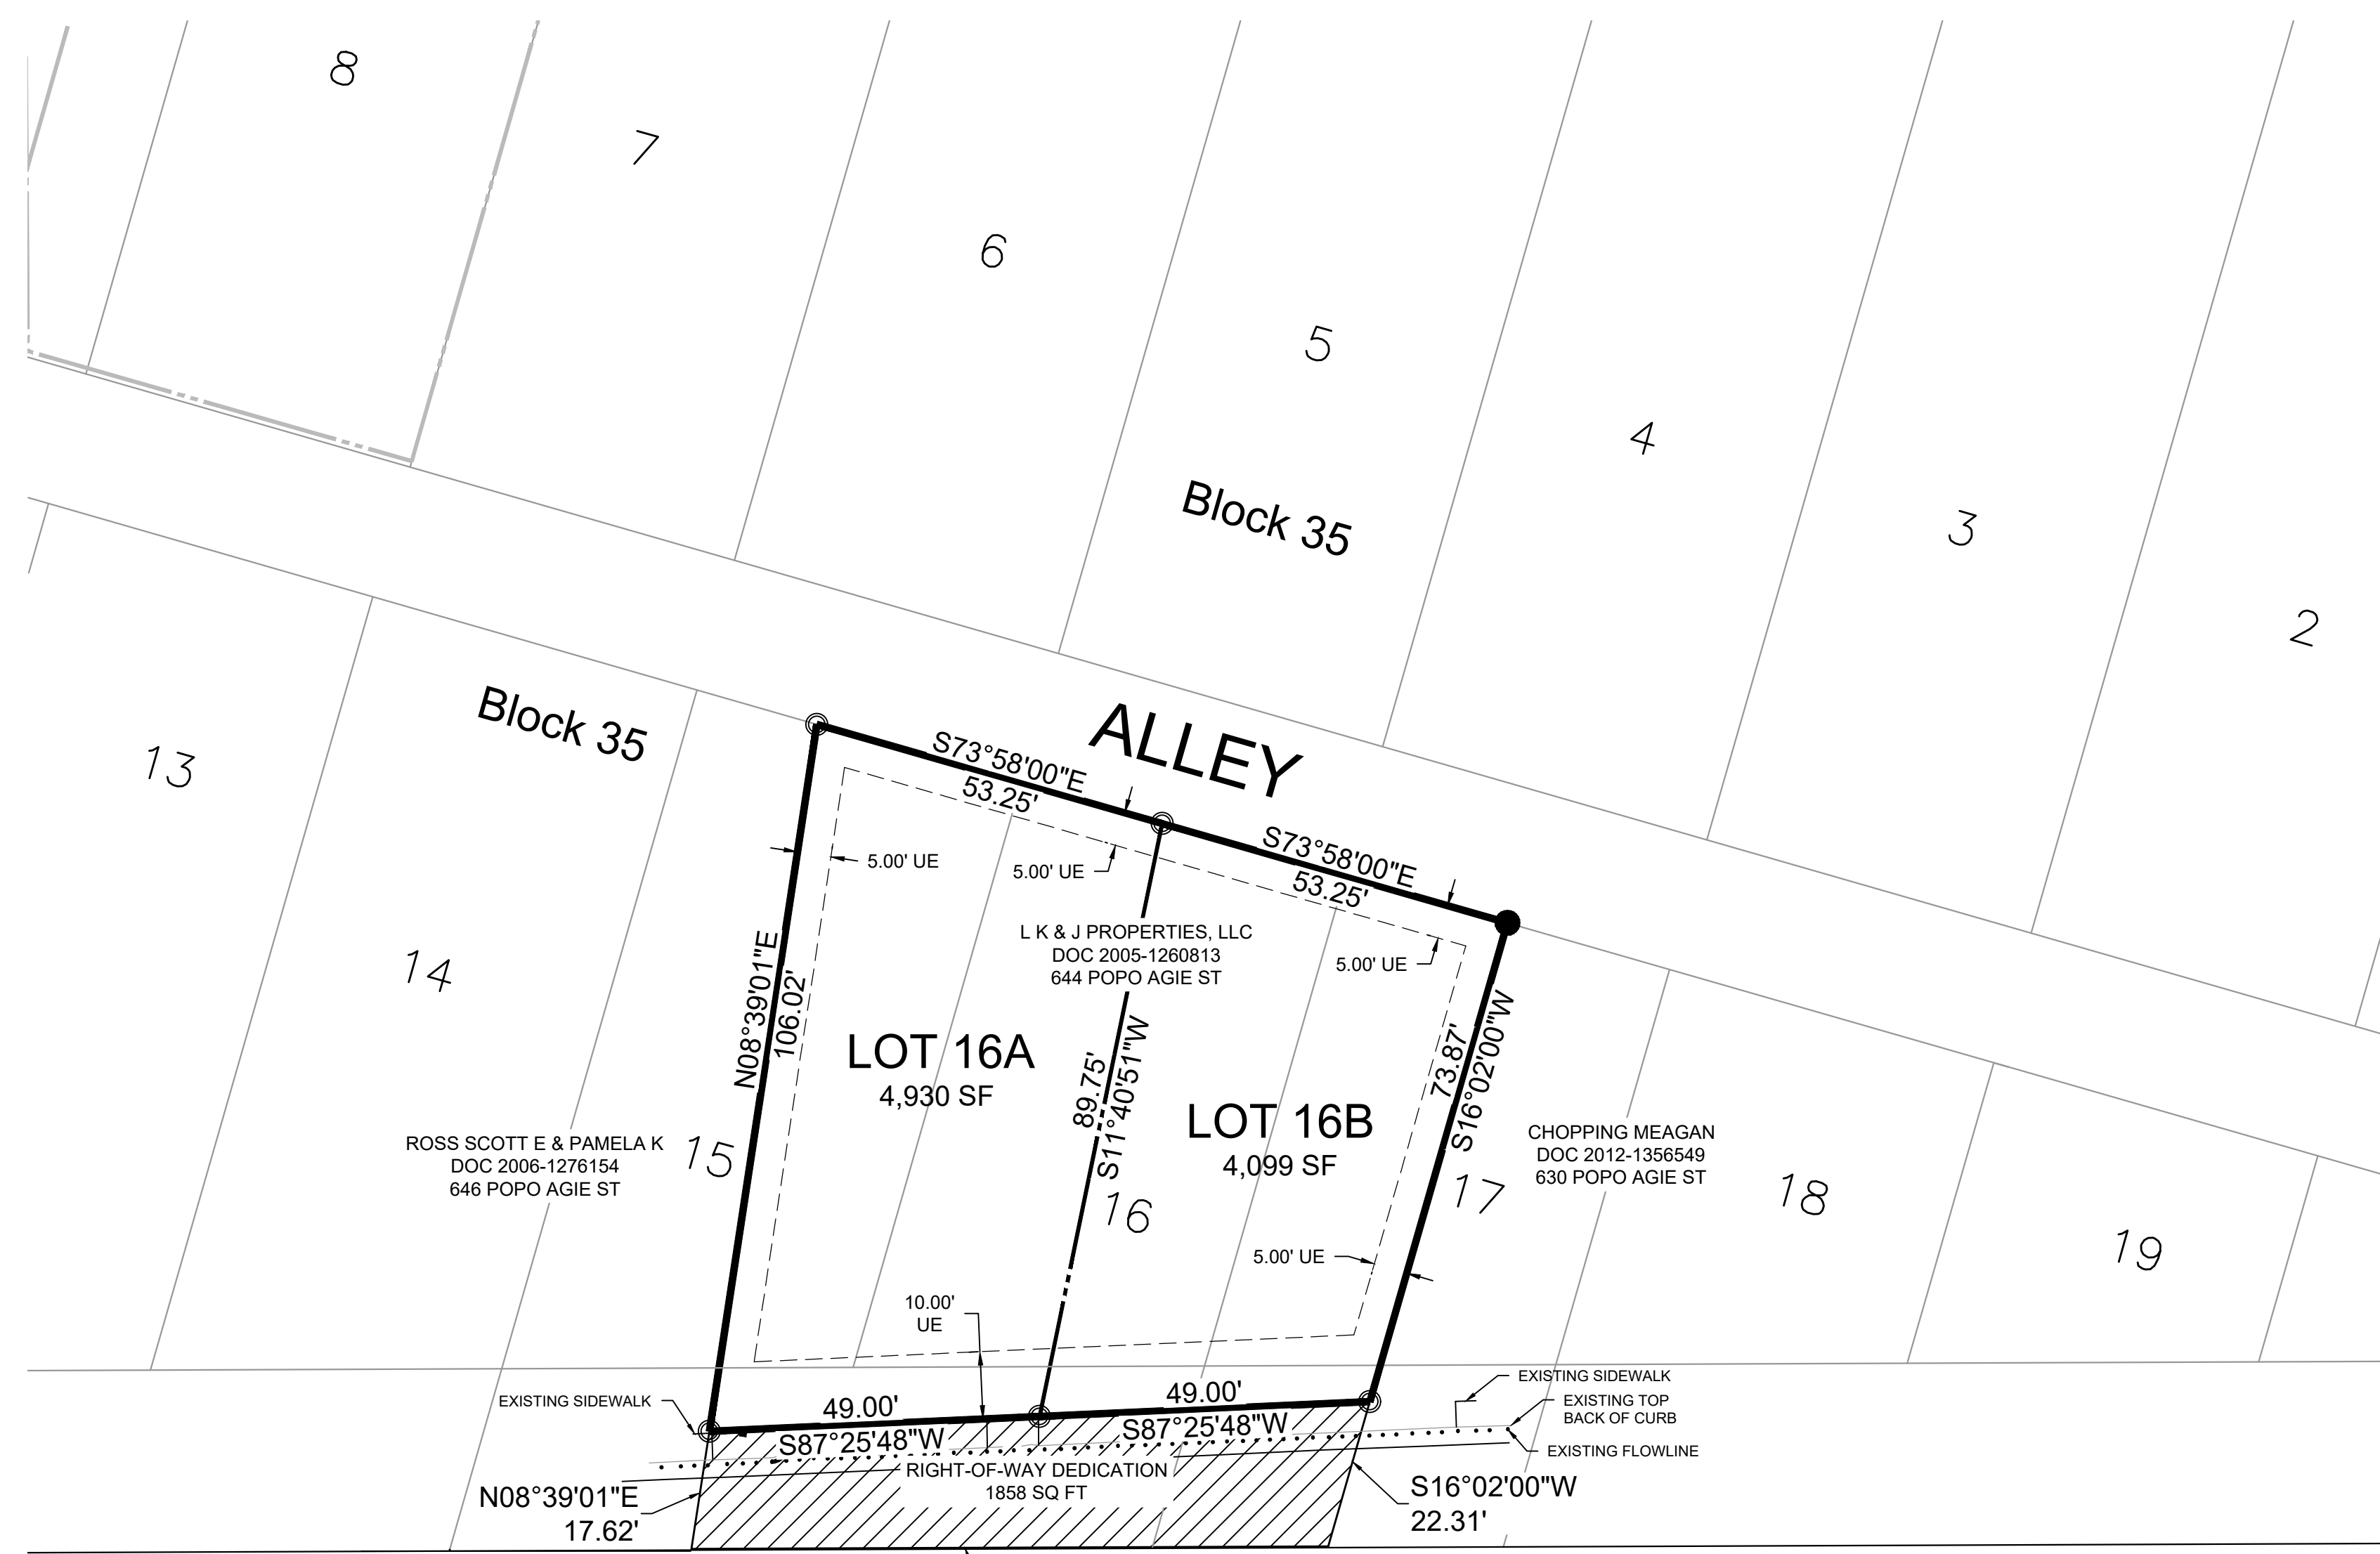 8
7
6
5
4
3
2
Block 35
Block 35
ALLEY
13
14
15
16
17
18
19
S73°58'00"E
53.25'
S73°58'00"E
53.25'
5.00' UE
5.00' UE
5.00' UE
5.00' UE
L K & J PROPERTIES, LLC
DOC 2005-1260813
644 POPO AGIE ST
N08°39'01"E
106.02'
LOT 16A
4,930 SF
89.75'
S11°40'51"W
LOT 16B
4,099 SF
73.87'
S16°02'00"W
ROSS SCOTT E & PAMELA K
DOC 2006-1276154
646 POPO AGIE ST
CHOPPING MEAGAN
DOC 2012-1356549
630 POPO AGIE ST
10.00'
UE
EXISTING SIDEWALK
49.00'
S87°25'48"W
49.00'
S87°25'48"W
EXISTING SIDEWALK
EXISTING TOP
BACK OF CURB
EXISTING FLOWLINE
RIGHT-OF-WAY DEDICATION
1858 SQ FT
N08°39'01"E
17.62'
S16°02'00"W
22.31'